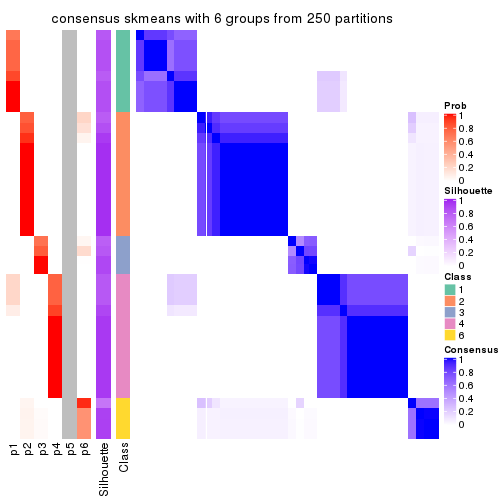 consensus skmeans with 6 groups from 250 partitions
Prob
1
0.8
0.6
0.4
0.2
0
Silhouette
1
0.8
0.6
0.4
0.2
0
Class
1
2
3
4
6
Consensus
1
0.8
0.6
0.4
0.2
0
p1
p2
p3
p4
p5
p6
Silhouette
Class